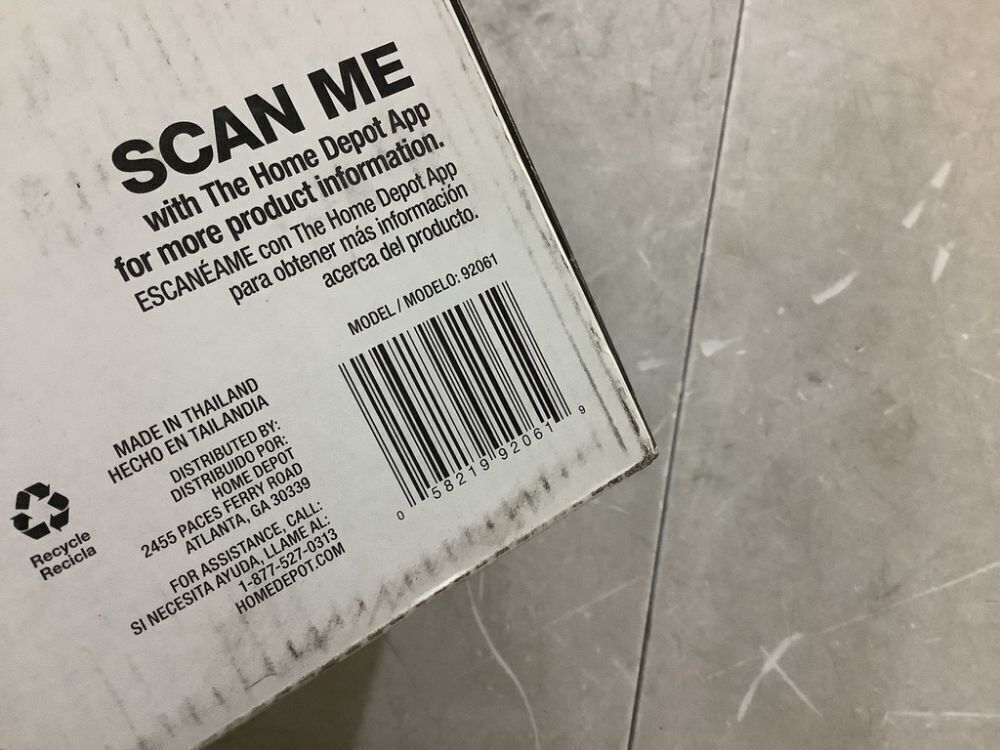 SCAN ME
with The Home Depot App
for more product information.
ESCANÉAME con The Home Depot App
para obtener más información
acerca del producto.
MODEL / MODELO: 92061
0 58219 92061 9
MADE IN THAILAND
HECHO EN TAILANDIA
DISTRIBUTED BY:
DISTRIBUIDO POR:
HOME DEPOT
2455 PACES FERRY ROAD
ATLANTA, GA 30339
FOR ASSISTANCE, CALL:
SI NECESITA AYUDA, LLAME AL:
1-877-527-0313
HOMEDEPOT.COM
Recycle
Recicla